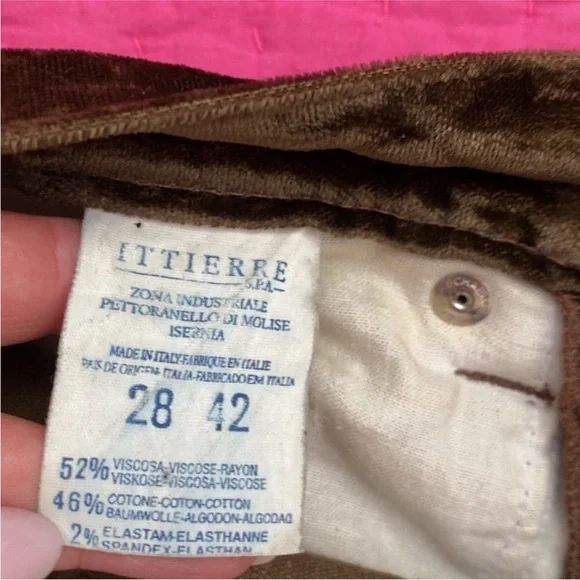 ITTIERRE
S.P.A.
ZONA INDUSTRIALE
PETTORANELLO DI MOLISE
ISERNIA
MADE IN ITALY-FABRIQUE EN ITALIE
PAIS DE ORIGEN-ITALIA-FABRICADO EM ITALIA
28 42
52% VISCOSA-VISCOSE-RAYON
VISKOSE-VISCOSA-VISCOSE
46% COTONE-COTON-COTTON
BAUMWOLLE-ALGODON-ALGODAO
2% ELASTAM-ELASTHANNE
SPANDEX-ELASTHAN